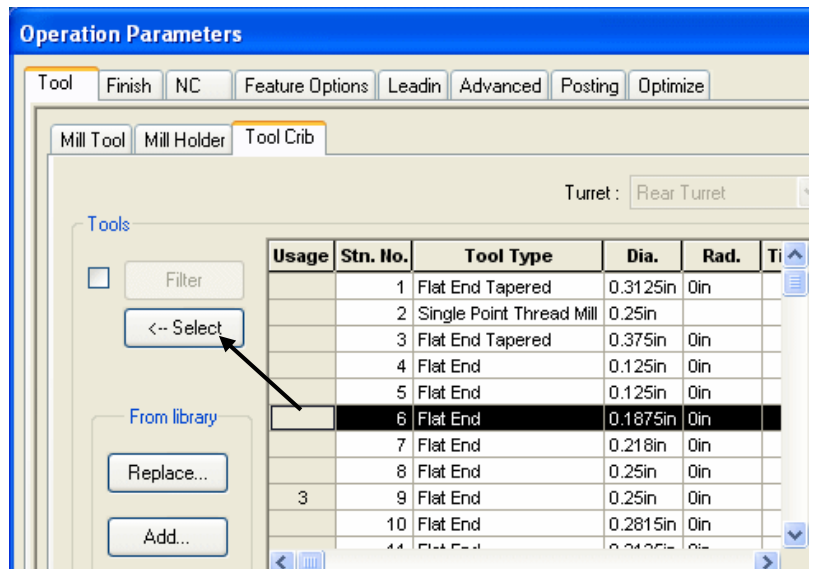 Operation Parameters
Tool Finish NC Feature Options Leadin Advanced Posting Optimize
Mill Tool Mill Holder Tool Crib
Turret : Rear Turret
Tools
Usage Stn. No. Tool Type Dia. Rad. Ti
Filter
1 Flat End Tapered 0.3125in 0in
2 Single Point Thread Mill 0.25in
<-- Select
3 Flat End Tapered 0.375in 0in
4 Flat End 0.125in 0in
5 Flat End 0.125in 0in
From library
6 Flat End 0.1875in 0in
7 Flat End 0.218in 0in
Replace...
8 Flat End 0.25in 0in
3 9 Flat End 0.25in 0in
10 Flat End 0.2815in 0in
Add...